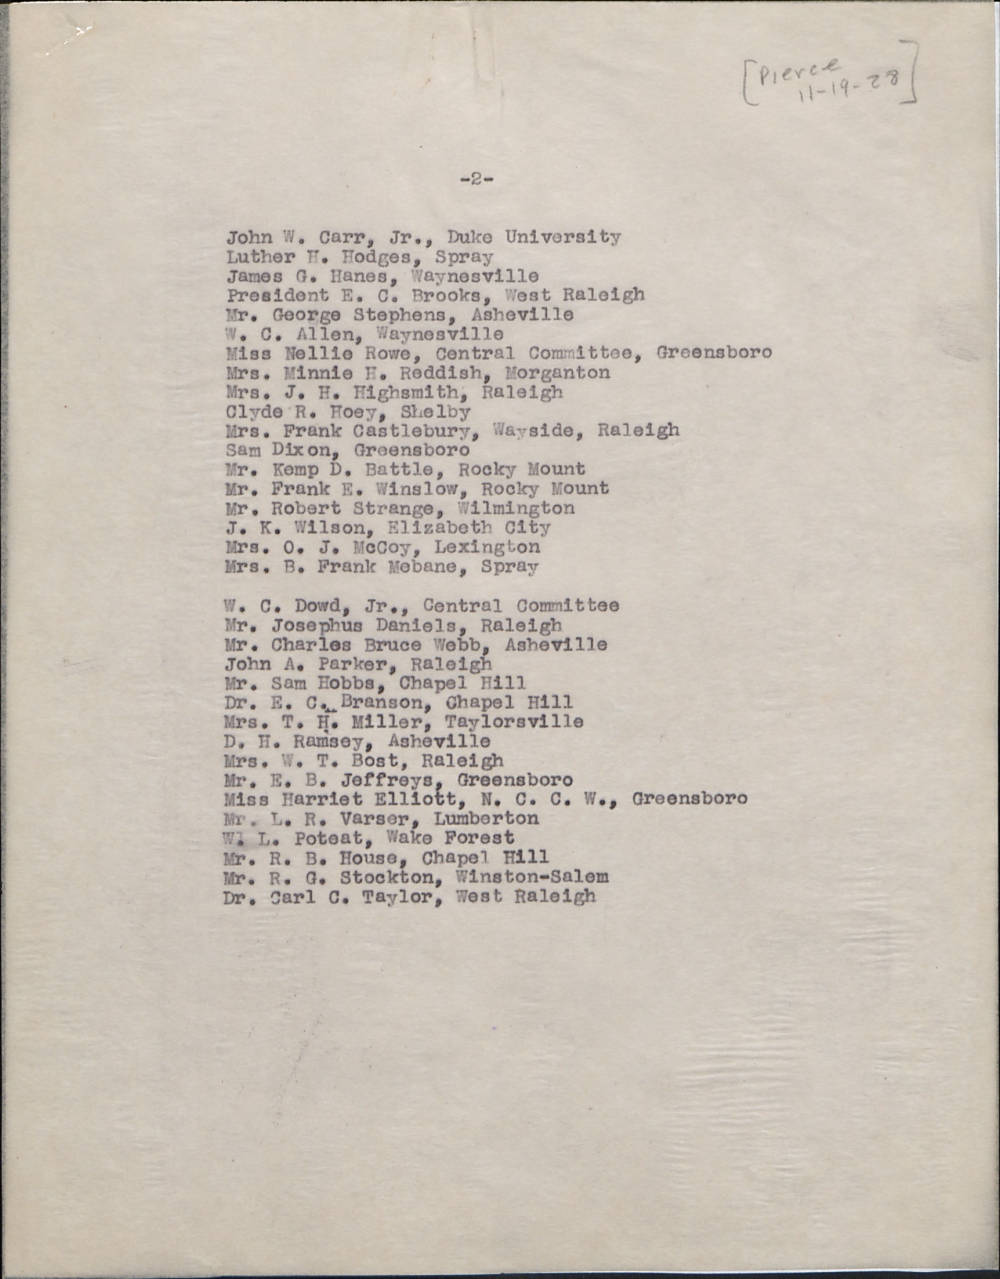 [Pierce
11-19-28]
-2-
John W. Carr, Jr., Duke University
Luther H. Hodges, Spray
James G. Hanes, Waynesville
President E. C. Brooks, West Raleigh
Mr. George Stephens, Asheville
W. C. Allen, Waynesville
Miss Nellie Rowe, Central Committee, Greensboro
Mrs. Minnie H. Reddish, Morganton
Mrs. J. H. Highsmith, Raleigh
Clyde R. Hoey, Shelby
Mrs. Frank Castlebury, Wayside, Raleigh
Sam Dixon, Greensboro
Mr. Kemp D. Battle, Rocky Mount
Mr. Frank E. Winslow, Rocky Mount
Mr. Robert Strange, Wilmington
J. K. Wilson, Elizabeth City
Mrs. O. J. McCoy, Lexington
Mrs. B. Frank Mebane, Spray
W. C. Dowd, Jr., Central Committee
Mr. Josephus Daniels, Raleigh
Mr. Charles Bruce Webb, Asheville
John A. Parker, Raleigh
Mr. Sam Hobbs, Chapel Hill
Dr. E. C. Branson, Chapel Hill
Mrs. T. H. Miller, Taylorsville
D. H. Ramsey, Asheville
Mrs. W. T. Bost, Raleigh
Mr. E. B. Jeffreys, Greensboro
Miss Harriet Elliott, N. C. C. W., Greensboro
Mr. L. R. Varser, Lumberton
W. L. Poteat, Wake Forest
Mr. R. B. House, Chapel Hill
Mr. R. G. Stockton, Winston-Salem
Dr. Carl C. Taylor, West Raleigh